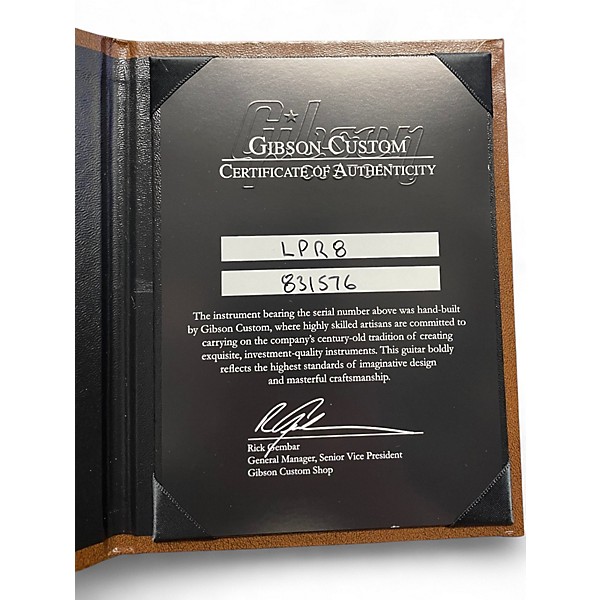 Gibson
GIBSON CUSTOM
CERTIFICATE OF AUTHENTICITY
LPR8
831576
The instrument bearing the serial number above was hand-built
by Gibson Custom, where highly skilled artisans are committed to
carrying on the company's century-old tradition of creating
exquisite, investment-quality instruments. This guitar boldly
reflects the highest standards of imaginative design
and masterful craftsmanship.
Rick Gembar
General Manager, Senior Vice President
Gibson Custom Shop